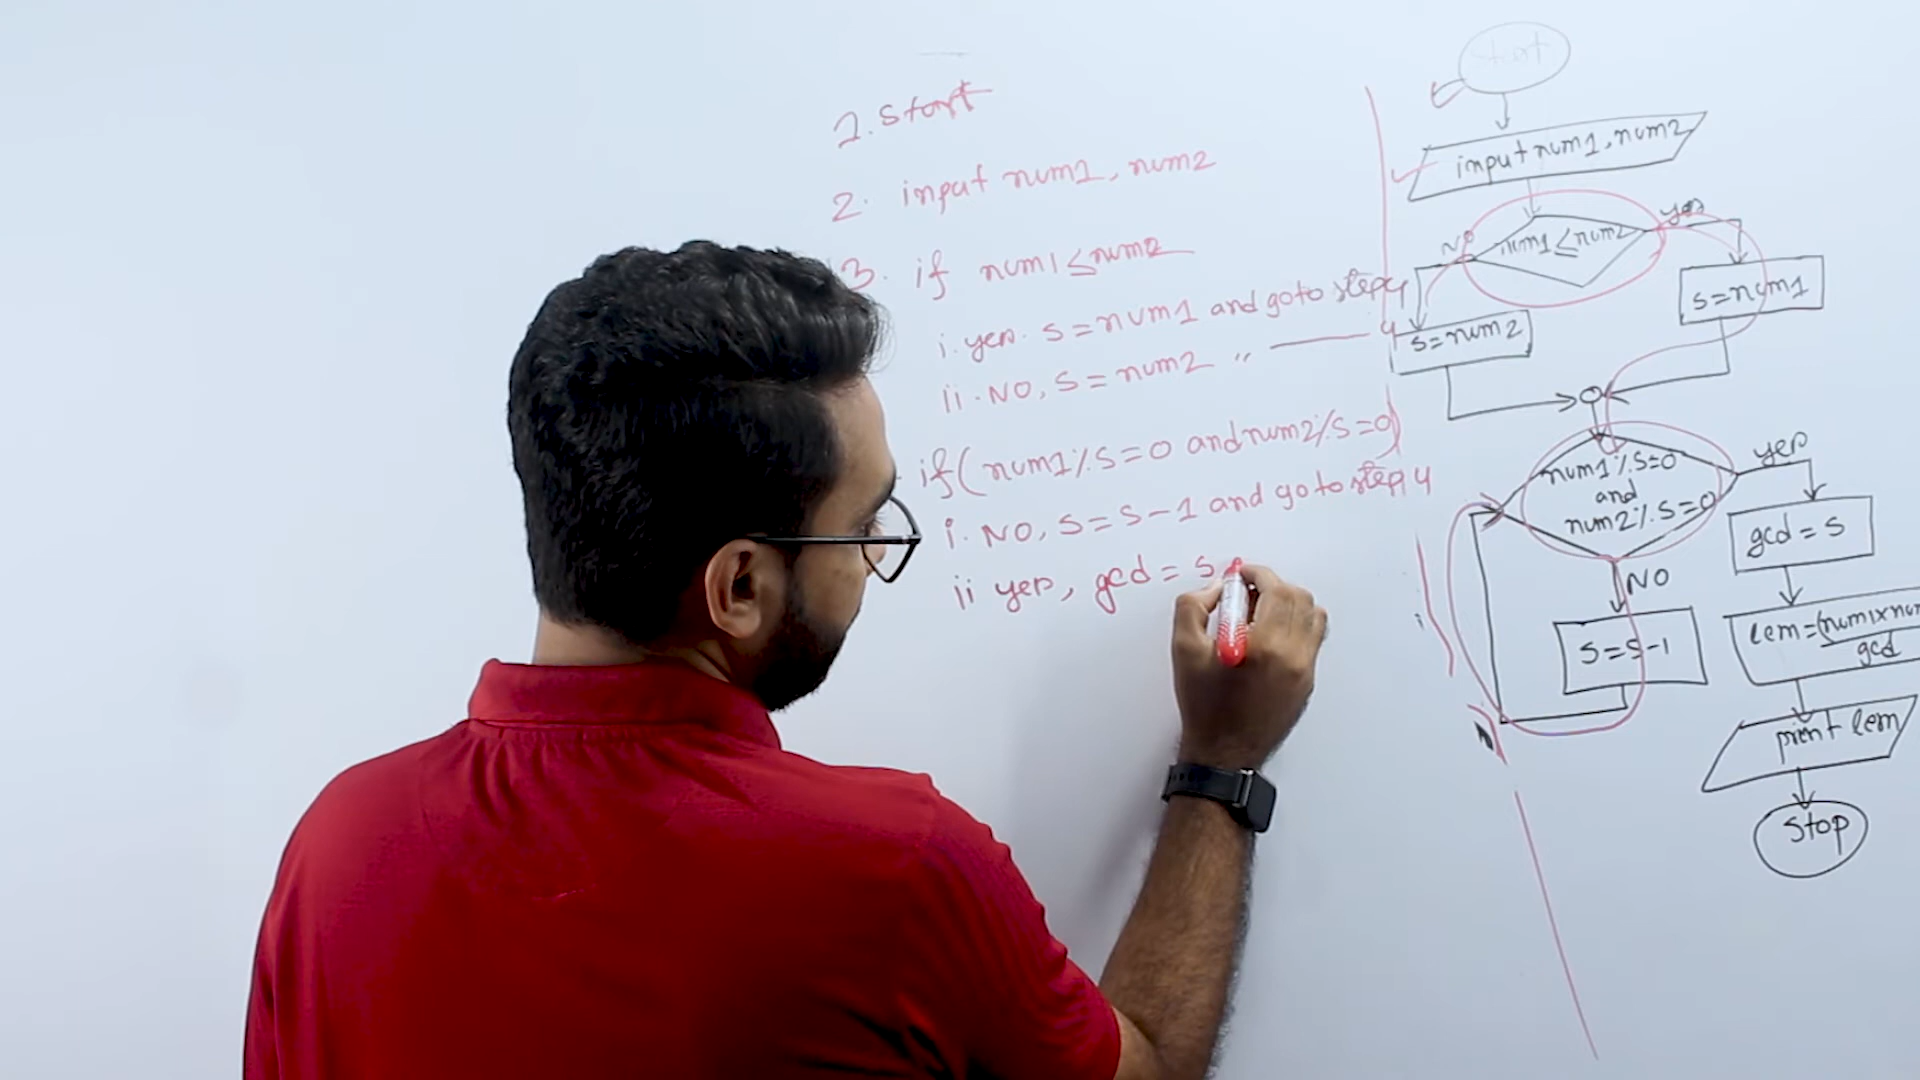 1. Start
2. input num1, num2
3. if num1≤num2
i. yes. s=num1 and goto step 4
ii. NO, s=num2 〃 —— 4
if(num1%s=0 and num2%s=0)
i. NO, s=s-1 and go to step 4
ii yes, gcd=s
Start
input num1, num2
num1≤num2
yes
NO
s=num1
s=num2
num1%s=0
and
num2%s=0
yes
gcd=s
NO
s=s-1
lcm=(num1×num
gcd
print lcm
Stop